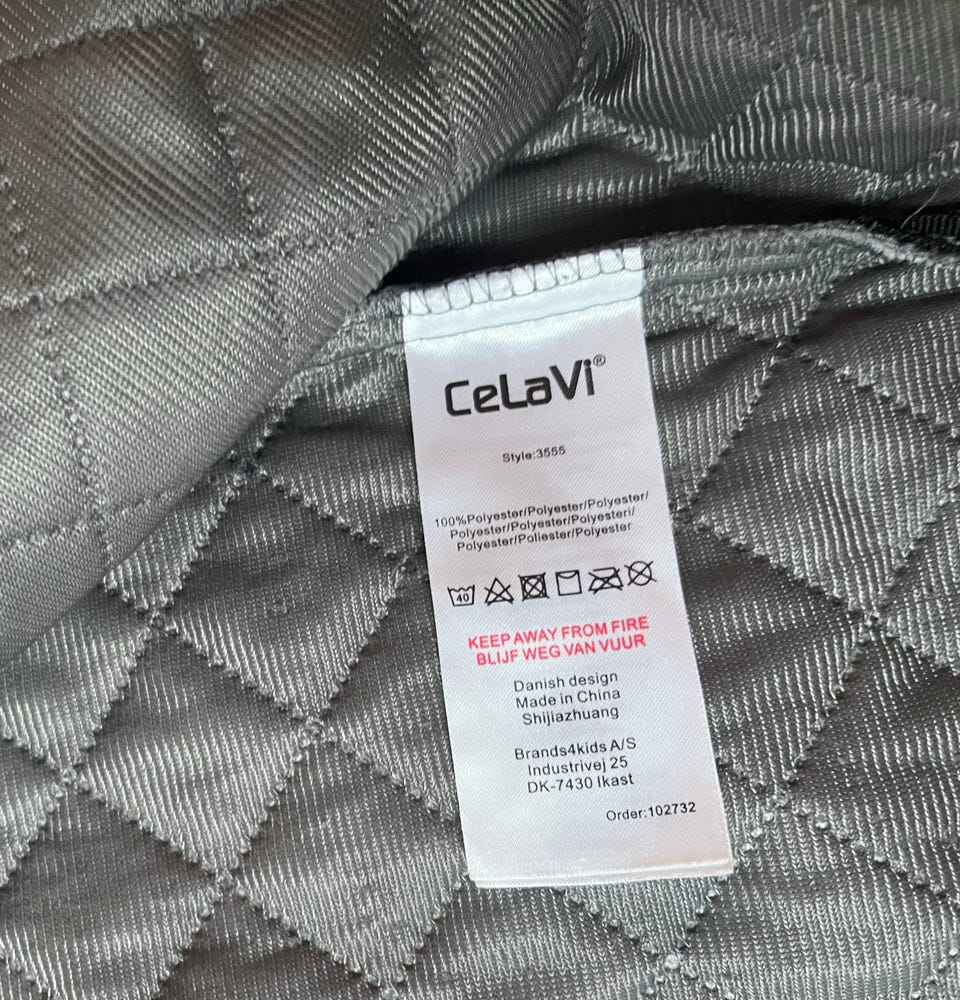 CeLaVi®
Style:3555
100%Polyester/Polyester/Polyester/
Polyester/Polyester/Polyesteri/
Polyester/Poliester/Polyester
40
KEEP AWAY FROM FIRE
BLIJF WEG VAN VUUR
Danish design
Made in China
Shijiazhuang
Brands4kids A/S
Industrivej 25
DK-7430 Ikast
Order:102732